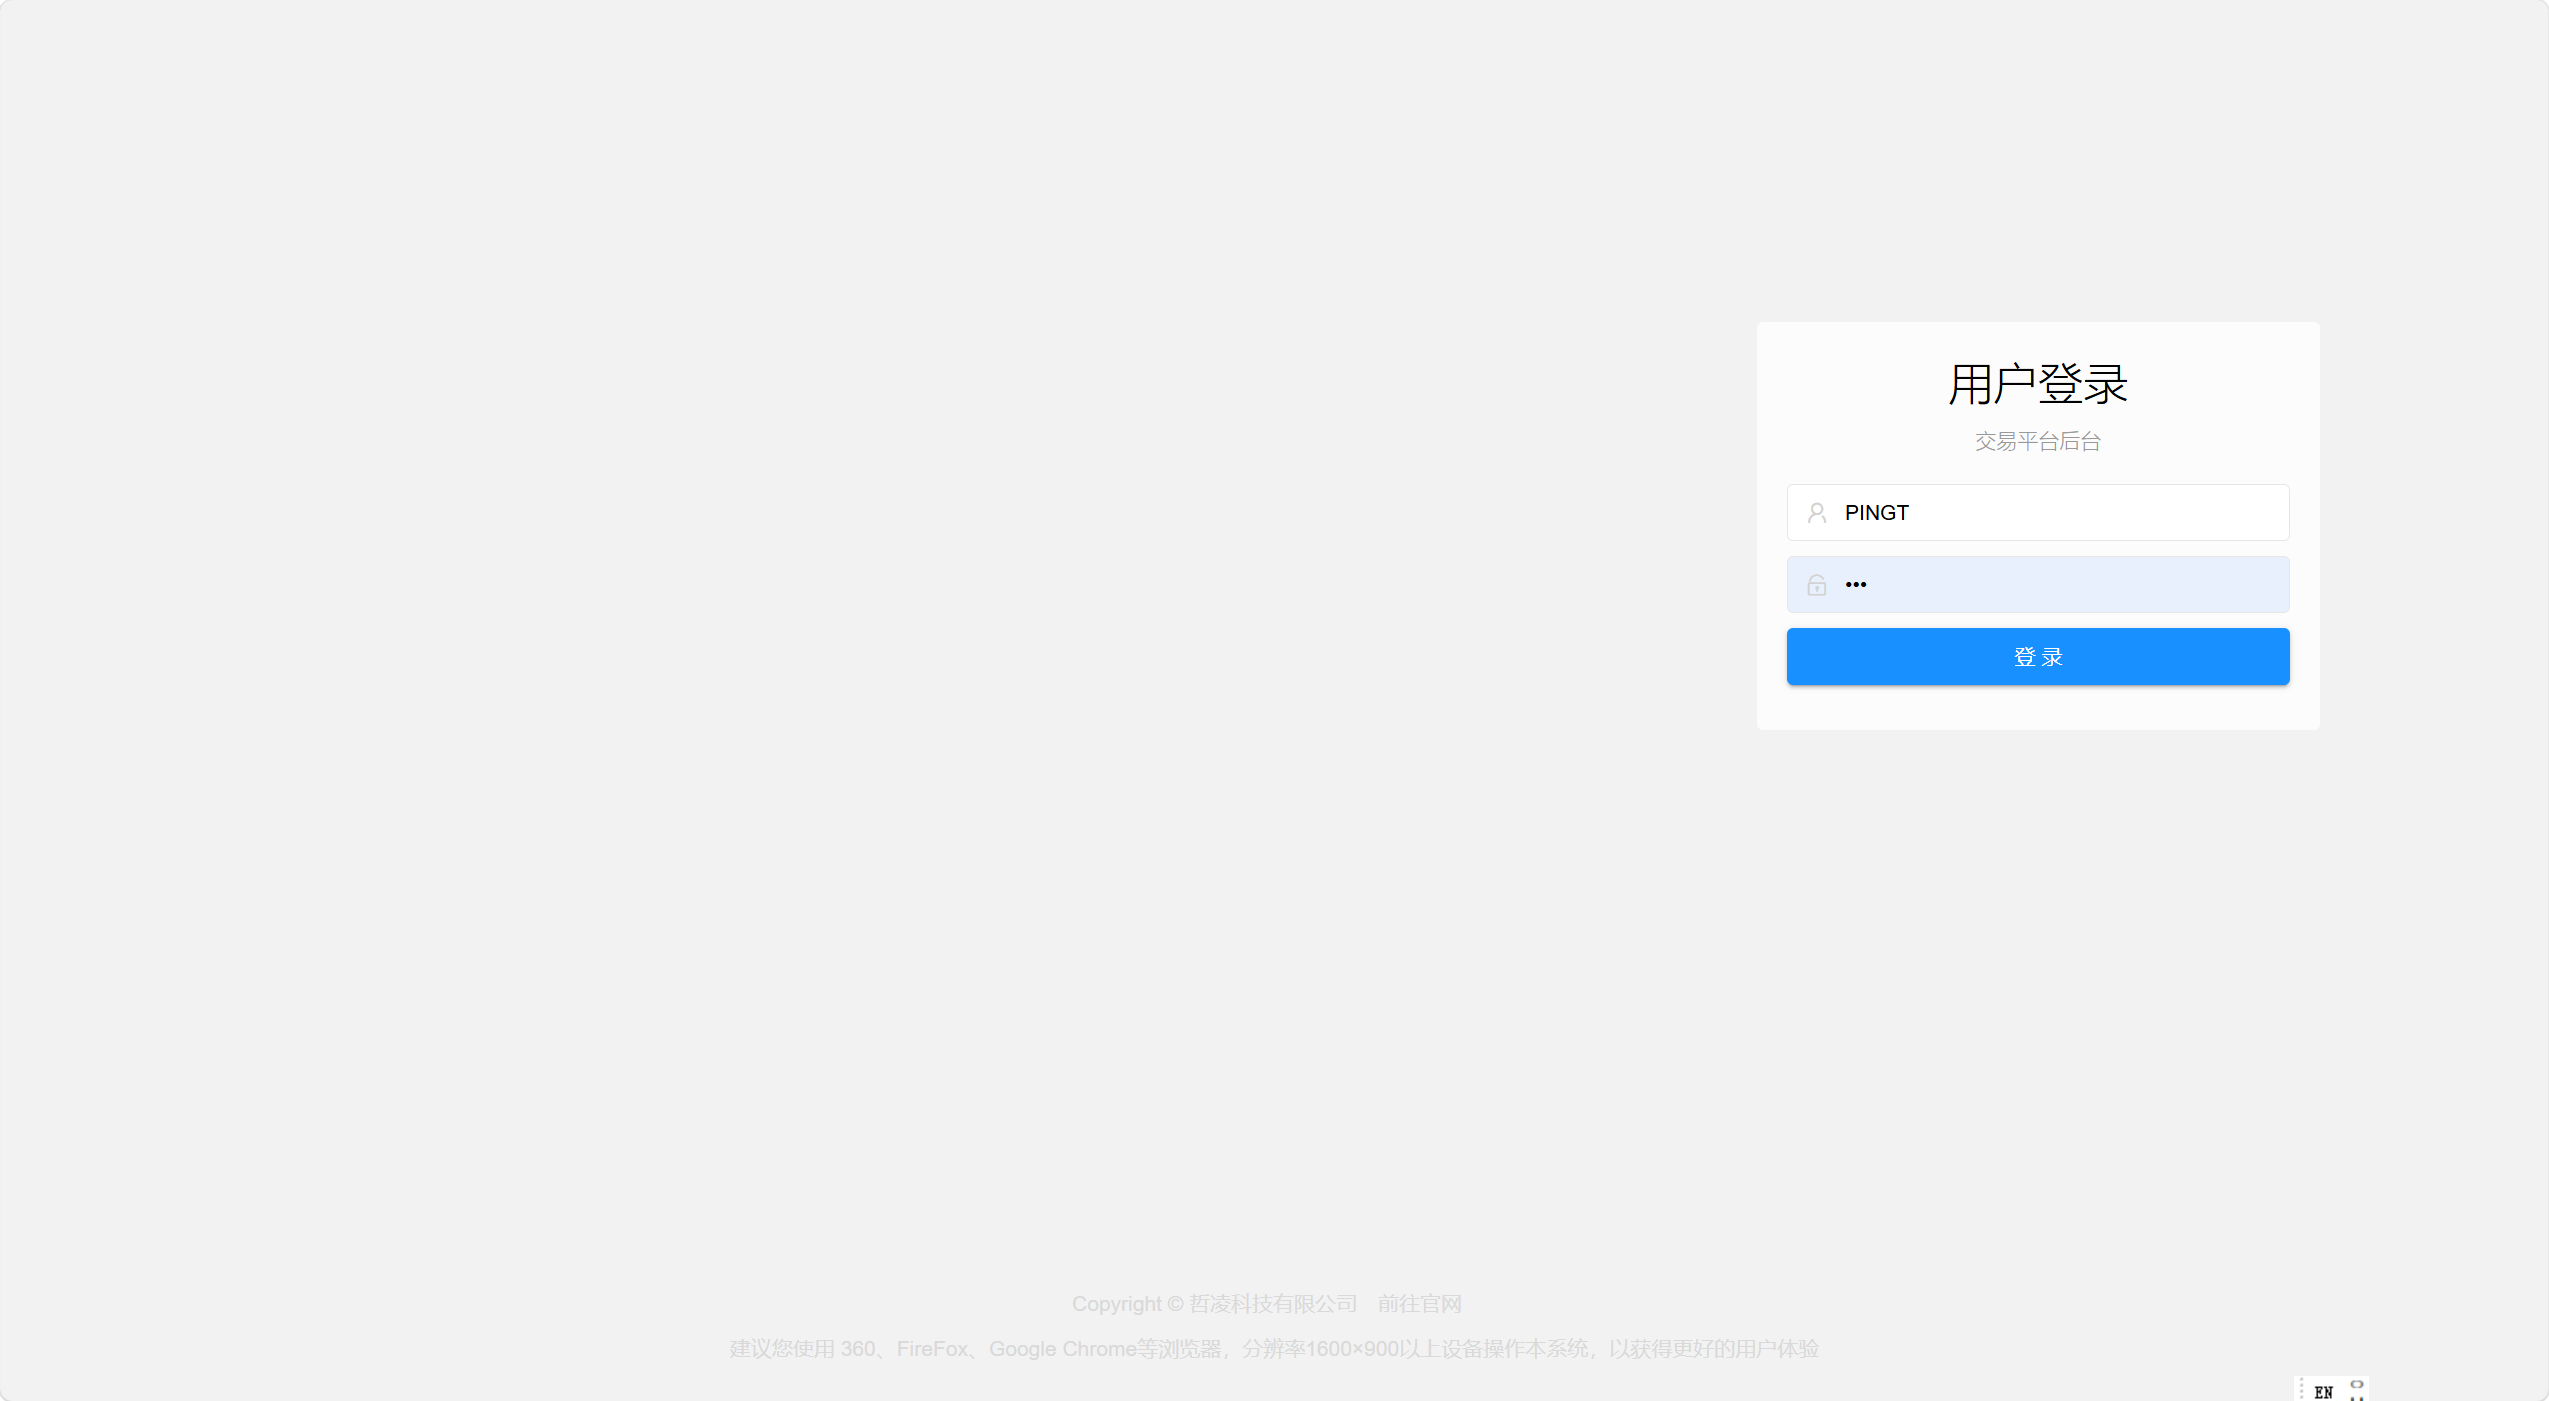 用户登录
交易平台后台
PINGT
•••
登 录
Copyright © 哲凌科技有限公司 前往官网
建议您使用 360、FireFox、Google Chrome等浏览器，分辨率1600×900以上设备操作本系统，以获得更好的用户体验
EN